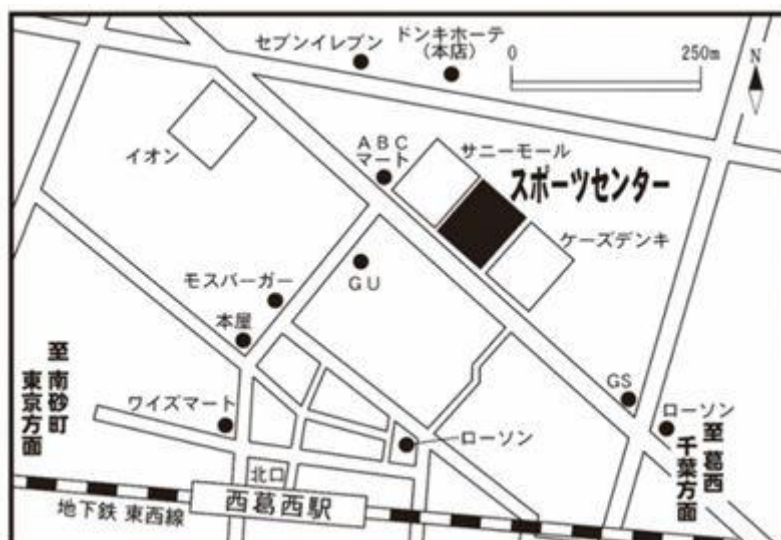 セブンイレブン
ドンキホーテ
(本店)
0 250m
N
イオン
ABC
マート
サニーモール
スポーツセンター
ケーズデンキ
モスバーガー
GU
本屋
至 南砂町
東京方面
ワイズマート
GS
ローソン
ローソン
至 葛西
千葉方面
北口
西葛西駅
地下鉄 東西線